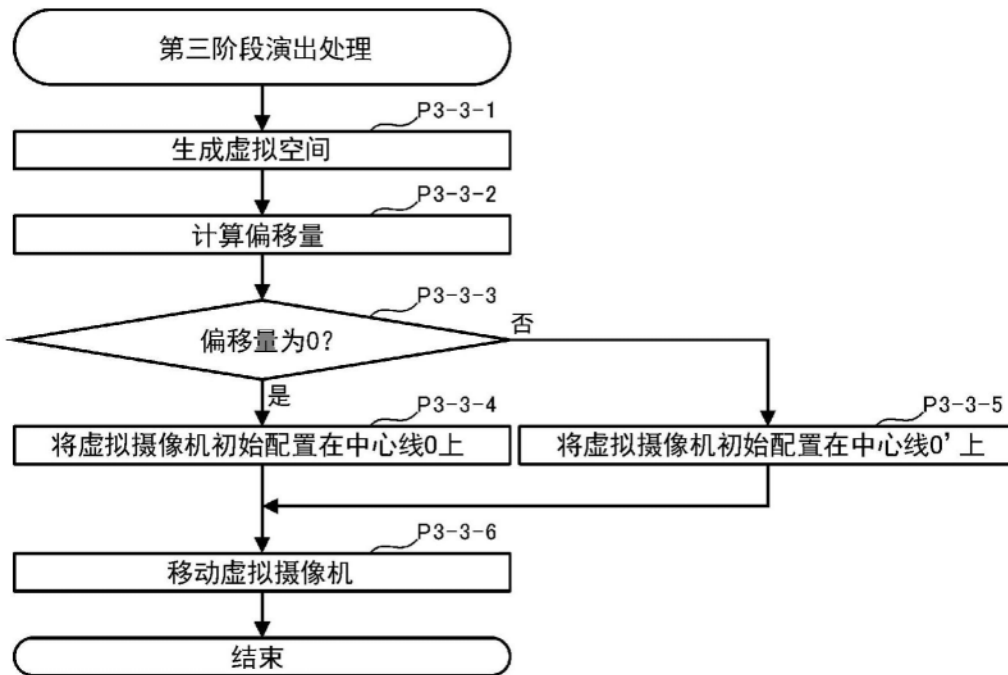 第三阶段演出处理
P3-3-1
生成虚拟空间
P3-3-2
计算偏移量
P3-3-3
偏移量为0?
否
是
P3-3-4
将虚拟摄像机初始配置在中心线0上
P3-3-5
将虚拟摄像机初始配置在中心线0'上
P3-3-6
移动虚拟摄像机
结束